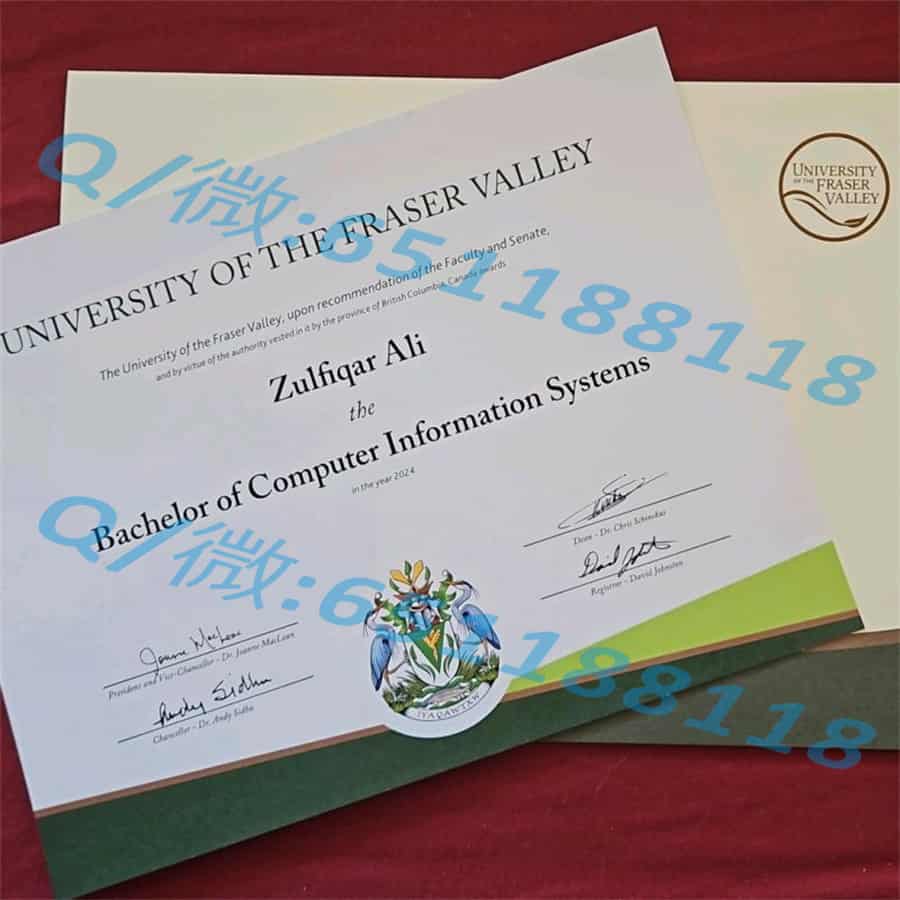 UNIVERSITY OF THE FRASER VALLEY
The University of the Fraser Valley, upon recommendation of the Faculty and Senate,
and by virtue of the authority vested in it by the province of British Columbia, Canada awards
Zulfiqar Ali
the
Bachelor of Computer Information Systems
in the year 2024
Dean – Dr. Chris Schinckus
Registrar – David Johnston
President and Vice-Chancellor – Dr. Joanne MacLean
Chancellor – Dr. Andy Sidhu
IYAQAWTXW
UNIVERSITY
OF THE FRASER
VALLEY
Q/微:65118118
Q/微:65118118